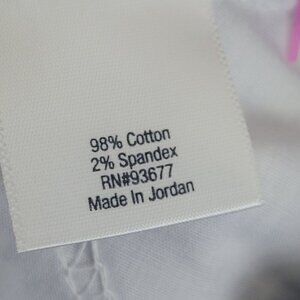 98% Cotton
2% Spandex
RN#93677
Made In Jordan